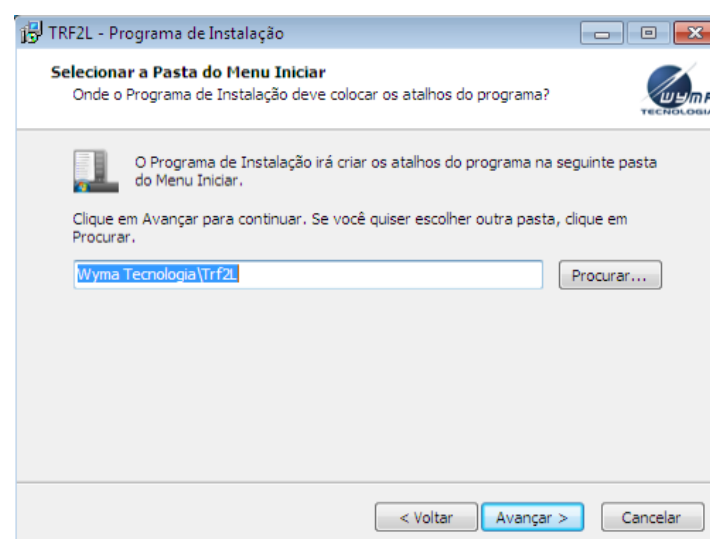 TRF2L - Programa de Instalação
Selecionar a Pasta do Menu Iniciar
Onde o Programa de Instalação deve colocar os atalhos do programa?
TECNOLOGIA
O Programa de Instalação irá criar os atalhos do programa na seguinte pasta
do Menu Iniciar.
Clique em Avançar para continuar. Se você quiser escolher outra pasta, clique em
Procurar.
Wyma Tecnologia\Trf2L
Procurar...
< Voltar
Avançar >
Cancelar